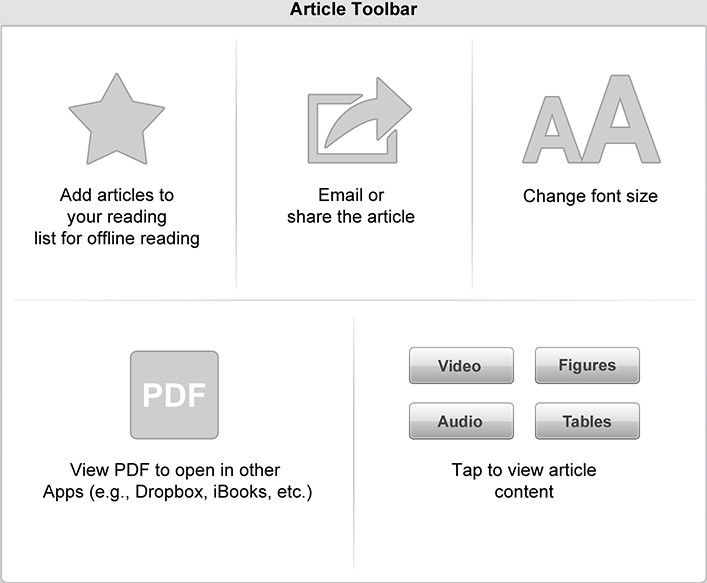 Article Toolbar
AA
Add articles to
your reading
list for offline reading
Email or
share the article
Change font size
PDF
View PDF to open in other
Apps (e.g., Dropbox, iBooks, etc.)
Video
Figures
Audio
Tables
Tap to view article
content